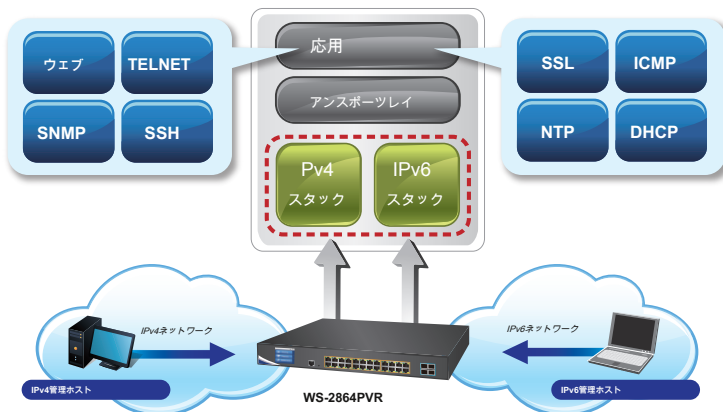 ウェブ
TELNET
SNMP
SSH
応用
アンスポーツレイ
Pv4
スタック
IPv6
スタック
SSL
ICMP
NTP
DHCP
IPv4ネットワーク
IPv6ネットワーク
IPv4管理ホスト
WS-2864PVR
IPv6管理ホスト